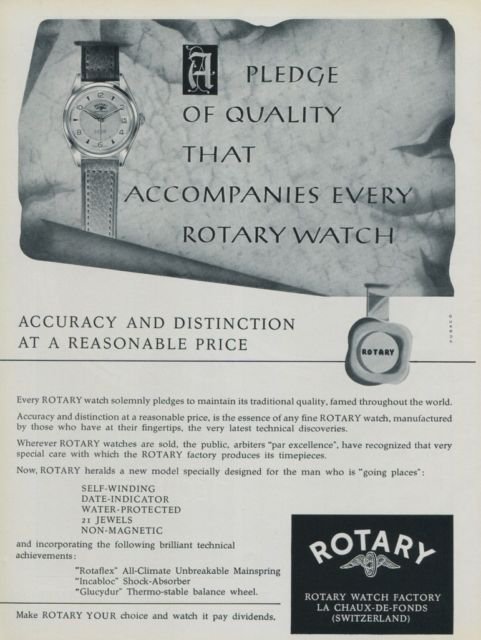 A PLEDGE
OF QUALITY
THAT
ACCOMPANIES EVERY
ROTARY WATCH
ACCURACY AND DISTINCTION
AT A REASONABLE PRICE
ROTARY
PUBACO
Every ROTARY watch solemnly pledges to maintain its traditional quality, famed throughout the world.
Accuracy and distinction at a reasonable price, is the essence of any fine ROTARY watch, manufactured
by those who have at their fingertips, the very latest technical discoveries.
Wherever ROTARY watches are sold, the public, arbiters "par excellence", have recognized that very
special care with which the ROTARY factory produces its timepieces.
Now, ROTARY heralds a new model specially designed for the man who is "going places":
SELF-WINDING
DATE-INDICATOR
WATER-PROTECTED
21 JEWELS
NON-MAGNETIC
and incorporating the following brilliant technical
achievements:
"Rotaflex" All-Climate Unbreakable Mainspring
"Incabloc" Shock-Absorber
"Glucydur" Thermo-stable balance wheel.
Make ROTARY YOUR choice and watch it pay dividends.
ROTARY
ROTARY WATCH FACTORY
LA CHAUX-DE-FONDS
(SWITZERLAND)